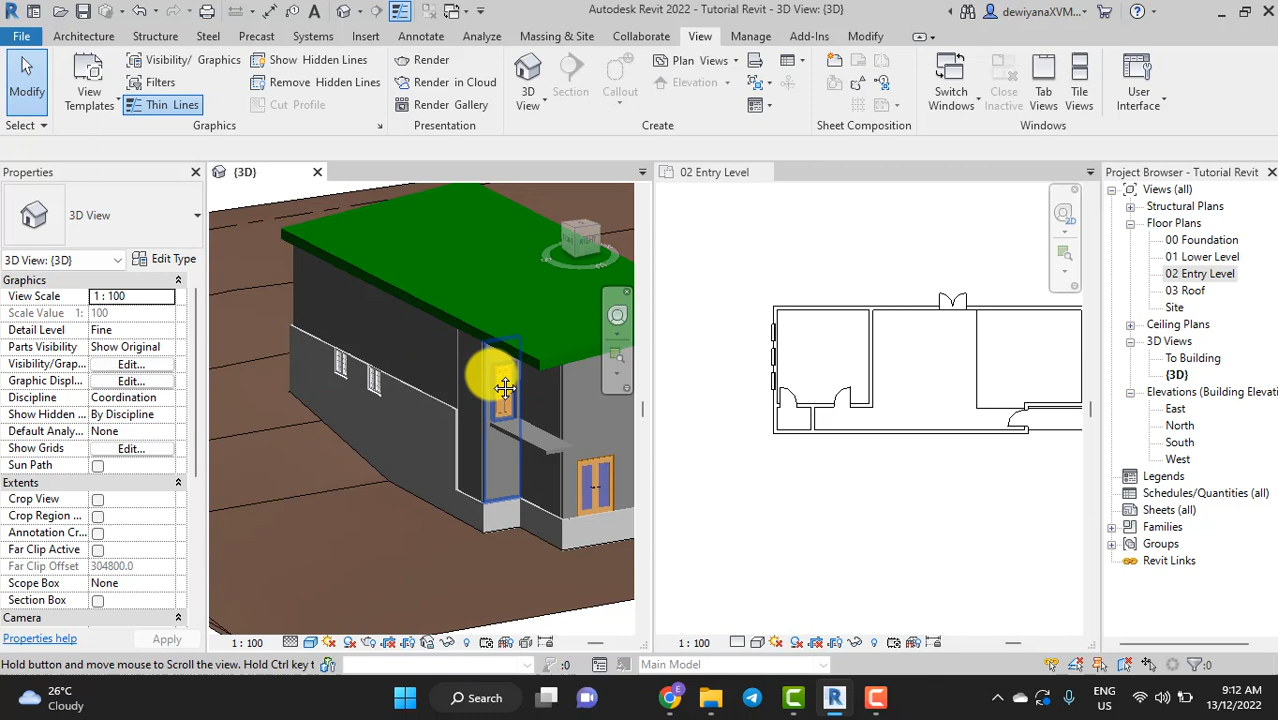 Autodesk Revit 2022 - Tutorial Revit - 3D View: {3D}
dewiyanaXVM...
File Architecture Structure Steel Precast Systems Insert Annotate Analyze Massing & Site Collaborate View Manage Add-Ins Modify
Modify
View Templates
Visibility/ Graphics
Filters
Thin Lines
Show Hidden Lines
Remove Hidden Lines
Cut Profile
Render
Render in Cloud
Render Gallery
3D View
Section
Callout
Plan Views
Elevation
Switch Windows
Close Inactive
Tab Views
Tile Views
User Interface
Select Graphics Presentation Create Sheet Composition Windows
Properties
3D View
3D View: {3D} Edit Type
Graphics
View Scale 1 : 100
Scale Value 1: 100
Detail Level Fine
Parts Visibility Show Original
Visibility/Grap... Edit...
Graphic Displ... Edit...
Discipline Coordination
Show Hidden ... By Discipline
Default Analy... None
Show Grids Edit...
Sun Path
Extents
Crop View
Crop Region ...
Annotation Cr...
Far Clip Active
Far Clip Offset 304800.0
Scope Box None
Section Box
Camera
Properties help Apply
{3D}
1 : 100
02 Entry Level
2D
1 : 100
Project Browser - Tutorial Revit
Views (all)
Structural Plans
Floor Plans
00 Foundation
01 Lower Level
02 Entry Level
03 Roof
Site
Ceiling Plans
3D Views
To Building
{3D}
Elevations (Building Elevati
East
North
South
West
Legends
Schedules/Quantities (all)
Sheets (all)
Families
Groups
Revit Links
Hold button and move mouse to Scroll the view. Hold Ctrl key t
:0
Main Model
:0
26°C
Cloudy
Search
ENG
US
9:12 AM
13/12/2022